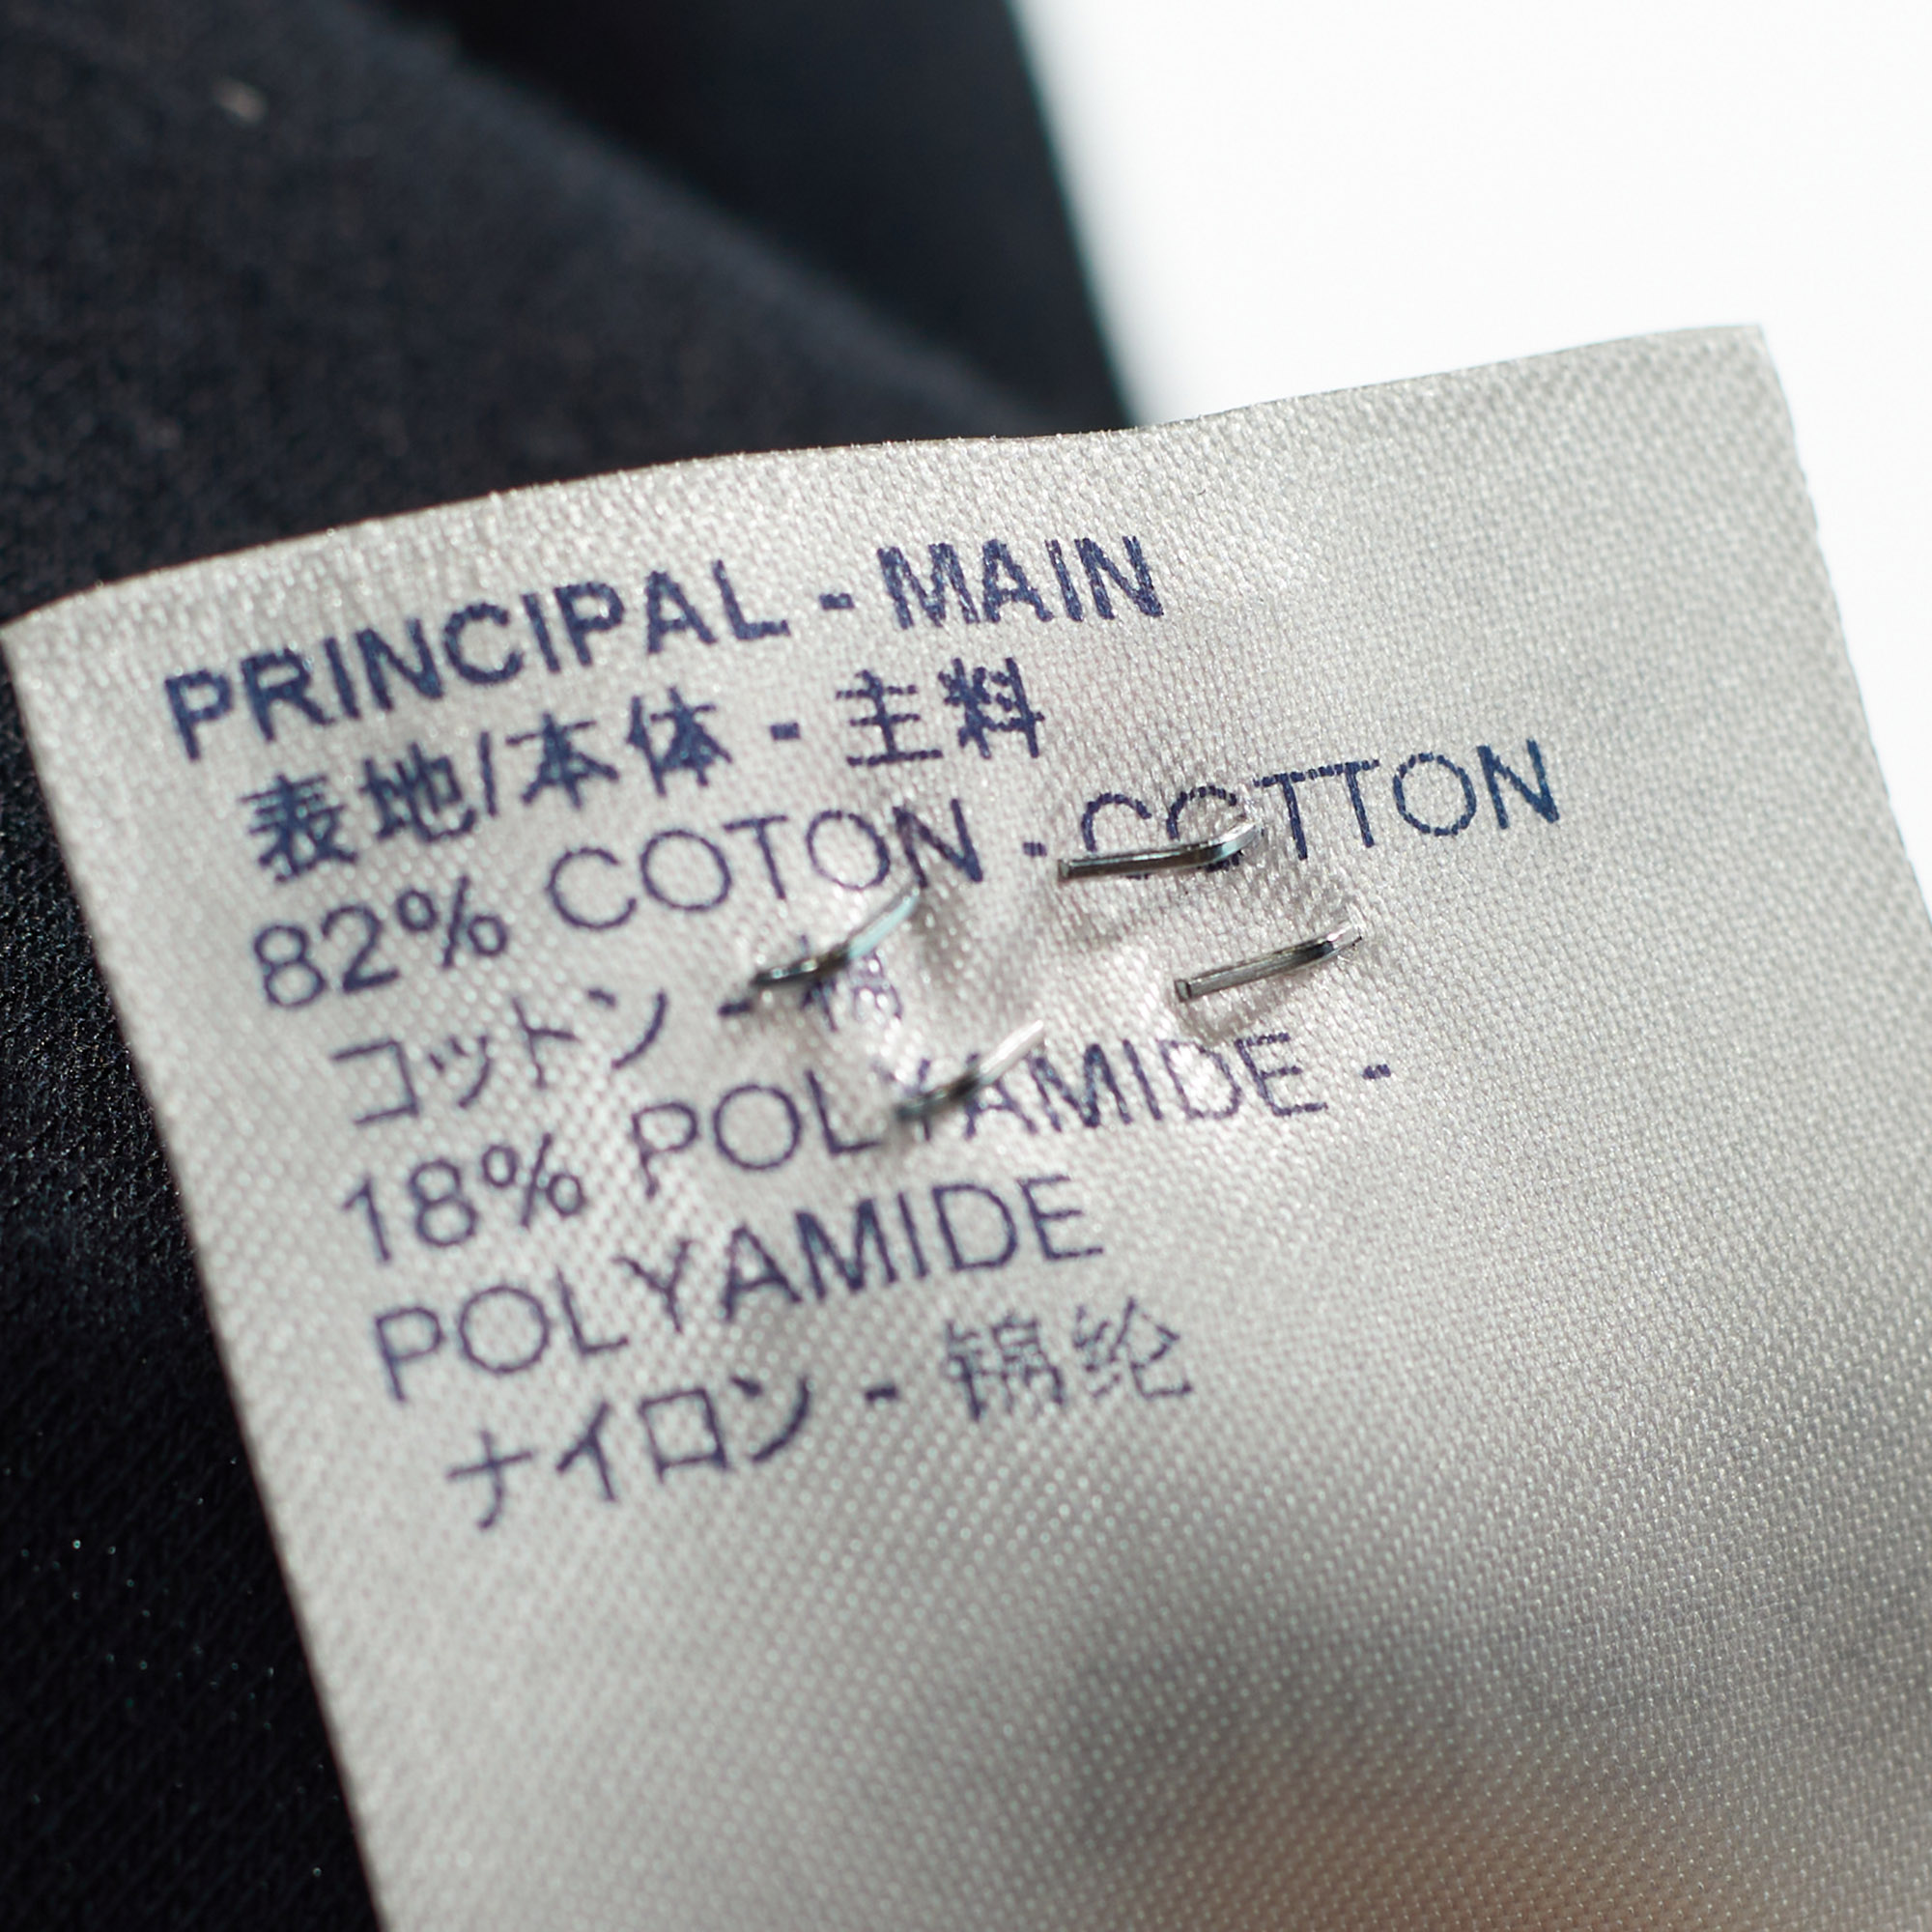 PRINCIPAL - MAIN
表地/本体 - 主料
82% COTON - COTTON
コットン - 棉
18% POLYAMIDE -
POLYAMIDE
ナイロン - 锦纶